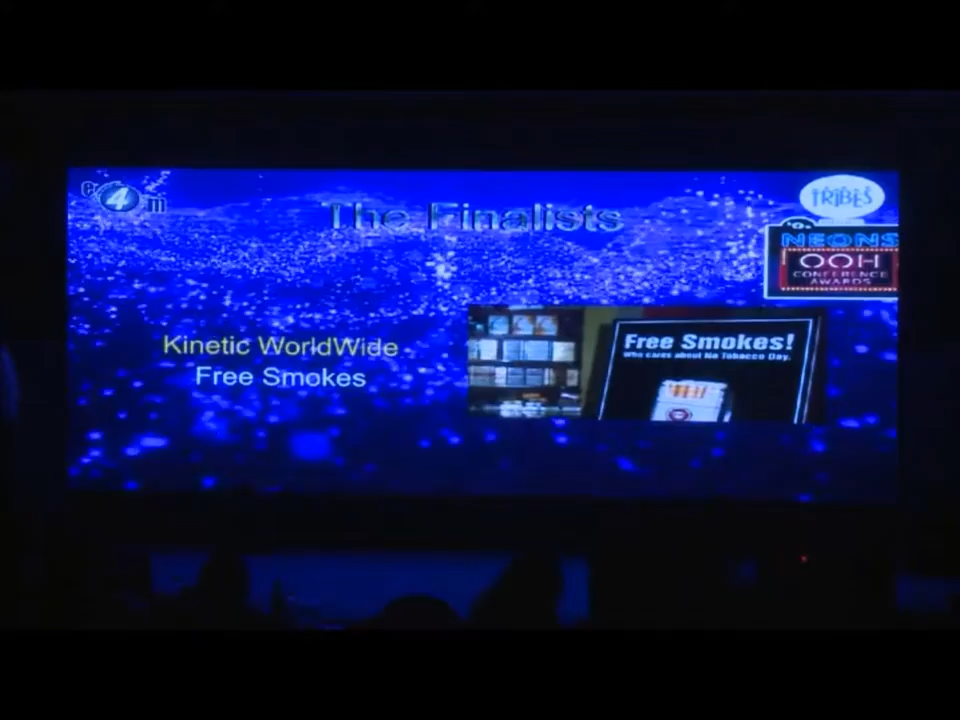 e4m
The Finalists
TRIBES
NEONS
OOH
CONFERENCE
AWARDS
Kinetic WorldWide
Free Smokes
Free Smokes!
Who cares about No Tobacco Day.